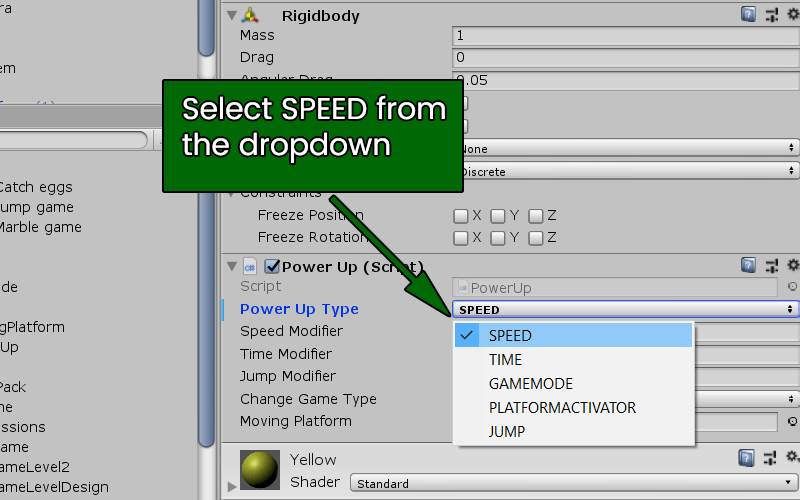 ra
Rigidbody
Mass
1
Drag
0
em
Angular Drag
0.05
Select SPEED from
the dropdown
None
Discrete
Catch eggs
Constraints
ump game
Freeze Position
X
Y
Z
Marble game
Freeze Rotation
X
Y
Z
Power Up (Script)
de
Script
PowerUp
Power Up Type
SPEED
gPlatform
Speed Modifier
SPEED
Up
Time Modifier
TIME
Jump Modifier
GAMEMODE
Pack
Change Game Type
PLATFORMACTIVATOR
ne
Moving Platform
JUMP
essions
ame
Yellow
ameLevel2
Shader
Standard
ameLevelDesign